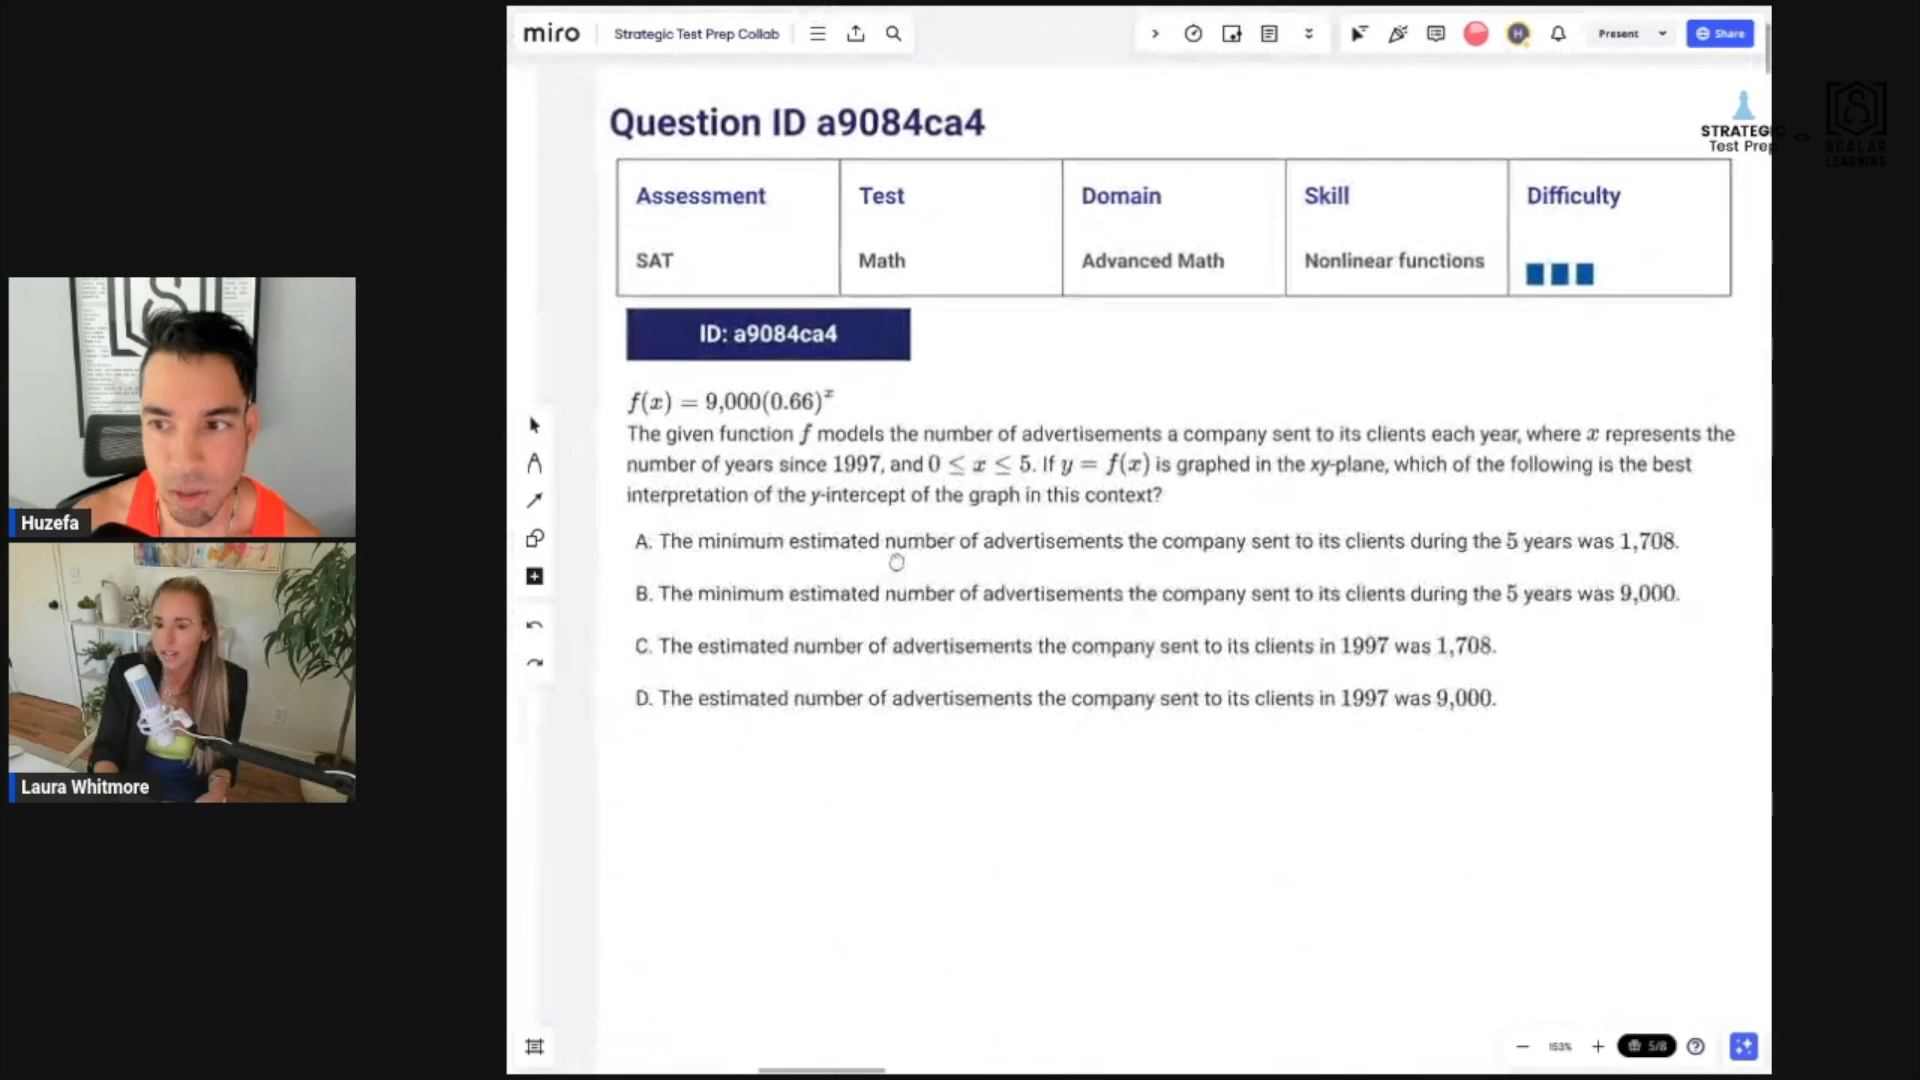 miro
Strategic Test Prep Collab
Present
Share
Question ID a9084ca4
STRATEGIC
Test Prep
SCALAR
LEARNING
Assessment Test Domain Skill Difficulty
SAT Math Advanced Math Nonlinear functions
ID: a9084ca4
f(x) = 9,000(0.66)^x
The given function f models the number of advertisements a company sent to its clients each year, where x represents the
number of years since 1997, and 0 ≤ x ≤ 5. If y = f(x) is graphed in the xy-plane, which of the following is the best
interpretation of the y-intercept of the graph in this context?
A. The minimum estimated number of advertisements the company sent to its clients during the 5 years was 1,708.
B. The minimum estimated number of advertisements the company sent to its clients during the 5 years was 9,000.
C. The estimated number of advertisements the company sent to its clients in 1997 was 1,708.
D. The estimated number of advertisements the company sent to its clients in 1997 was 9,000.
Huzefa
Laura Whitmore
153%
5/8